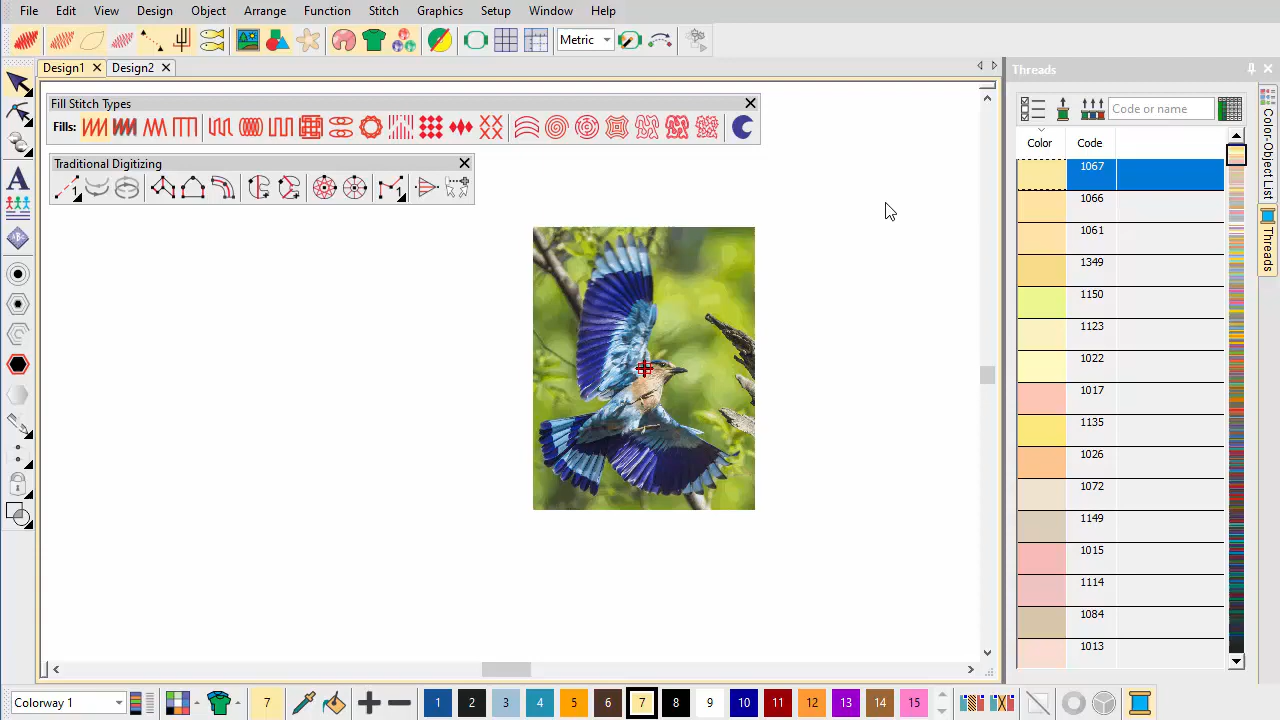 File Edit View Design Object Arrange Function Stitch Graphics Setup Window Help
Metric
Design1 Design2
Threads
Fill Stitch Types
Fills:
Code or name
Color Code
Traditional Digitizing
1
1
A
1067
1066
1061
1349
1150
1123
1022
1017
1135
1026
1072
1149
1015
1114
1084
1013
Color-Object List
Threads
Colorway 1
7
1 2 3 4 5 6 7 8 9 10 11 12 13 14 15